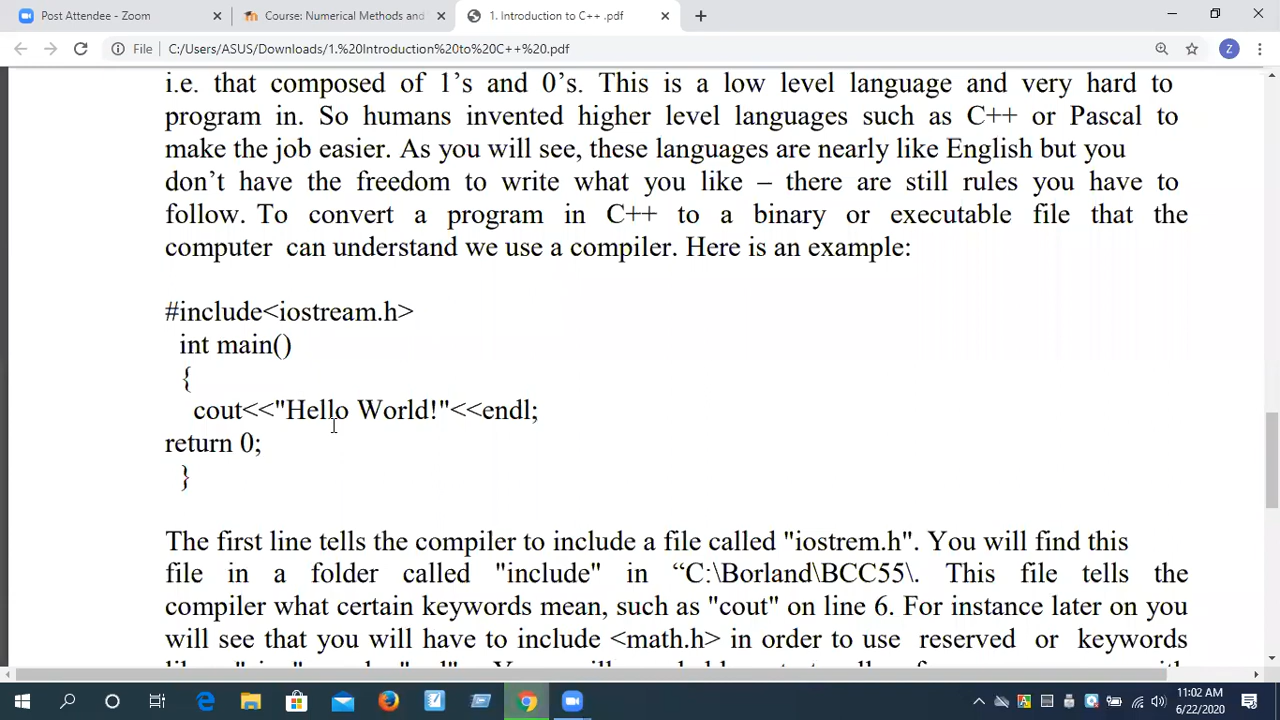 Post Attendee - Zoom
Course: Numerical Methods and
1. Introduction to C++ .pdf
File
C:/Users/ASUS/Downloads/1.%20Introduction%20to%20C++%20.pdf
Z
i.e. that composed of 1’s and 0’s. This is a low level language and very hard to
program in. So humans invented higher level languages such as C++ or Pascal to
make the job easier. As you will see, these languages are nearly like English but you
don’t have the freedom to write what you like – there are still rules you have to
follow. To convert a program in C++ to a binary or executable file that the
computer can understand we use a compiler. Here is an example:
#include<iostream.h>
int main()
{
cout<<"Hello World!"<<endl;
return 0;
}
The first line tells the compiler to include a file called "iostrem.h". You will find this
file in a folder called "include" in “C:\Borland\BCC55\. This file tells the
compiler what certain keywords mean, such as "cout" on line 6. For instance later on you
will see that you will have to include <math.h> in order to use reserved or keywords
11:02 AM
6/22/2020